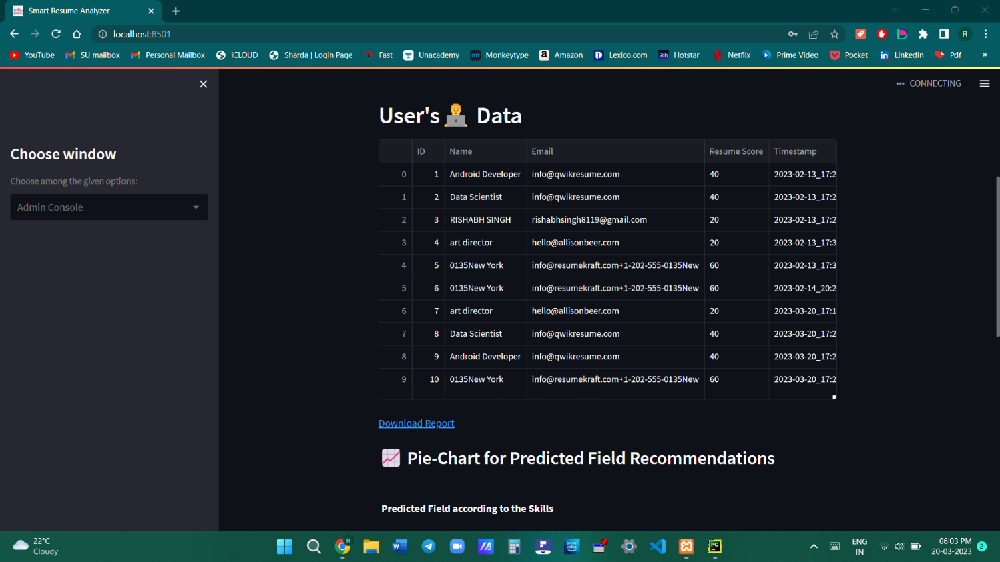 Smart Resume Analyzer
localhost:8501
YouTube SU mailbox Personal Mailbox iCLOUD Sharda | Login Page Fast Unacademy Monkeytype Amazon Lexico.com Hotstar Netflix Prime Video Pocket LinkedIn Pdf »
CONNECTING
User's Data
Choose window
Choose among the given options:
Admin Console
ID Name Email Resume Score Timestamp
0 1 Android Developer info@qwikresume.com 40 2023-02-13_17:2
1 2 Data Scientist info@qwikresume.com 40 2023-02-13_17:2
2 3 RISHABH SINGH rishabhsingh8119@gmail.com 20 2023-02-13_17:2
3 4 art director hello@allisonbeer.com 20 2023-02-13_17:3
4 5 0135New York info@resumekraft.com+1-202-555-0135New 60 2023-02-13_17:3
5 6 0135New York info@resumekraft.com+1-202-555-0135New 60 2023-02-14_20:2
6 7 art director hello@allisonbeer.com 20 2023-03-20_17:1
7 8 Data Scientist info@qwikresume.com 40 2023-03-20_17:2
8 9 Android Developer info@qwikresume.com 40 2023-03-20_17:2
9 10 0135New York info@resumekraft.com+1-202-555-0135New 60 2023-03-20_17:2
Download Report
Pie-Chart for Predicted Field Recommendations
Predicted Field according to the Skills
22°C
Cloudy
ENG
IN
06:03 PM
20-03-2023
2